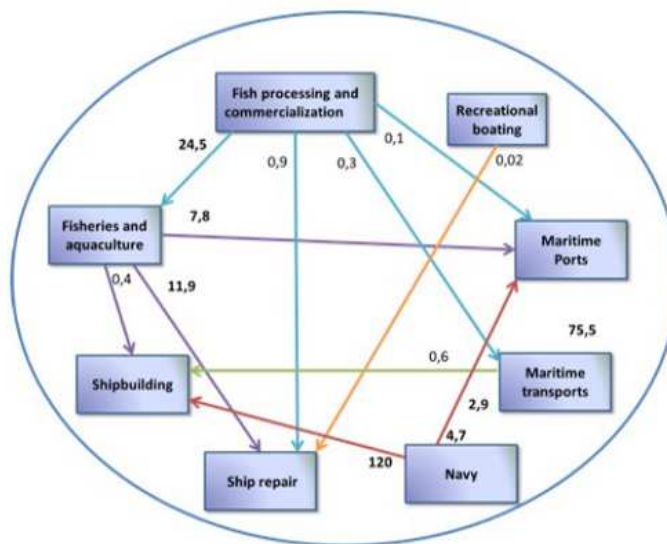 Fish processing and
commercialization
Recreational
boating
0,1
24,5
0,9
0,3
0,02
Fisheries and
aquaculture
7,8
Maritime
Ports
0,4
11,9
75,5
0,6
Shipbuilding
Maritime
transports
2,9
4,7
120
Ship repair
Navy